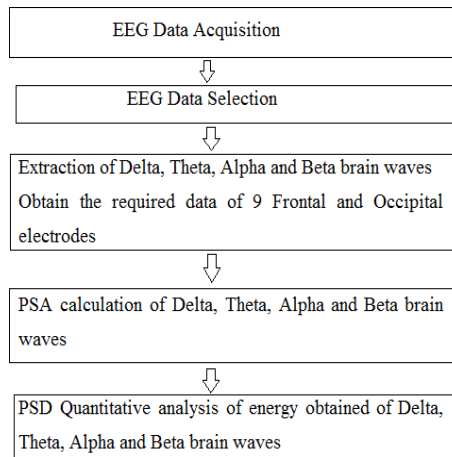 EEG Data Acquisition
EEG Data Selection
Extraction of Delta, Theta, Alpha and Beta brain waves
Obtain the required data of 9 Frontal and Occipital
electrodes
PSA calculation of Delta, Theta, Alpha and Beta brain
waves
PSD Quantitative analysis of energy obtained of Delta,
Theta, Alpha and Beta brain waves